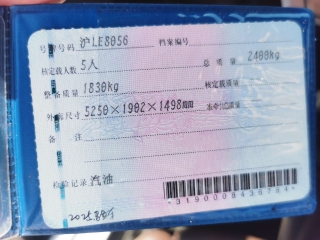 号牌号码 沪LE8056 档案编号
核定载人数 5人 总质量 2400kg
整备质量 1830kg 核定载质量
外廓尺寸 5250×1902×1498mm 准牵引总质量
备注
检验记录 汽油